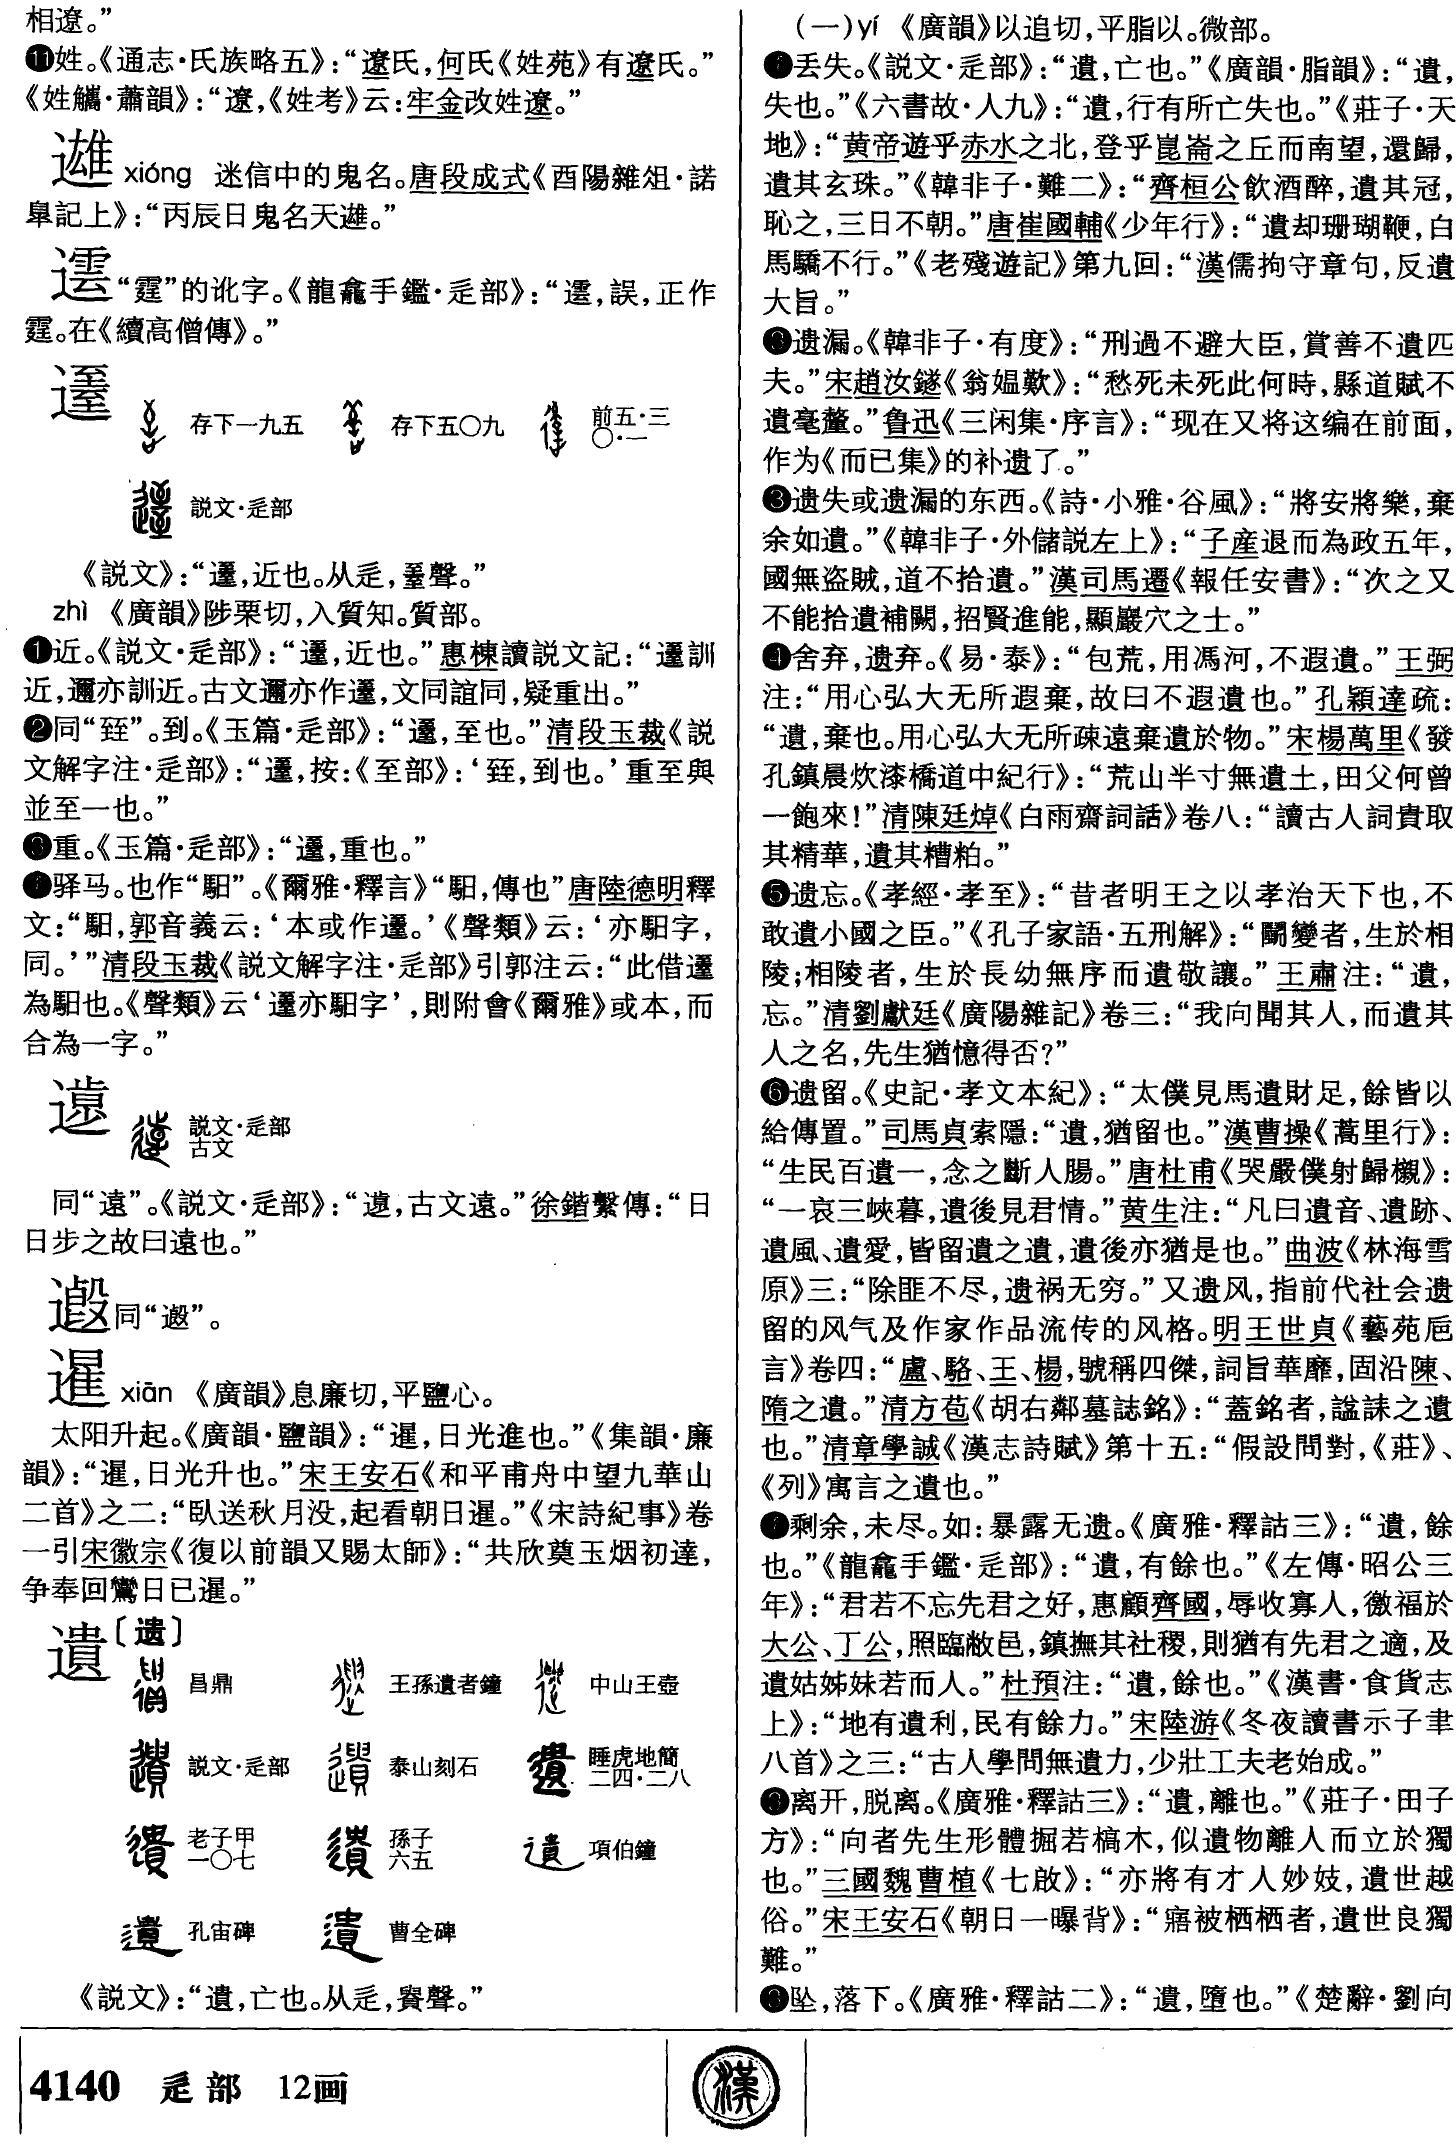 相遼。”
⓫姓。《通志·氏族略五》：“遼氏，何氏《姓苑》有遼氏。”
《姓觿·蕭韻》：“遼，《姓考》云：牢金改姓遼。”
xióng 迷信中的鬼名。唐段成式《酉陽雜俎·諾
臯記上》：“丙辰日鬼名天。”
“霆”的讹字。《龍龕手鑑·辵部》：“，誤，正作
霆。在《續高僧傳》。”
存下一九五 存下五〇九 前五·三〇·一
説文·辵部
《説文》：“，近也。从辵，聲。”
zhì 《廣韻》陟栗切，入質知。質部。
❶近。《説文·辵部》：“，近也。”惠棟讀説文記：“訓
近，邇亦訓近。古文邇亦作，文同誼同，疑重出。”
❷同“臸”。到。《玉篇·辵部》：“，至也。”清段玉裁《説
文解字注·辵部》：“，按：《至部》：‘臸，到也。’重至與
並至一也。”
❸重。《玉篇·辵部》：“，重也。”
❹驿马。也作“馹”。《爾雅·釋言》“馹，傳也”唐陸德明釋
文：“馹，郭音義云：‘本或作。’《聲類》云：‘亦馹字，
同。’”清段玉裁《説文解字注·辵部》引郭注云：“此借
為馹也。《聲類》云‘亦馹字’，則附會《爾雅》或本，而
合為一字。”
説文·辵部
古文
同“遠”。《説文·辵部》：“，古文遠。”徐鍇繫傳：“日
日步之故曰遠也。”
同“遐”。
暹 xiān 《廣韻》息廉切，平鹽心。
太阳升起。《廣韻·鹽韻》：“暹，日光進也。”《集韻·廉
韻》：“暹，日光升也。”宋王安石《和平甫舟中望九華山
二首》之二：“臥送秋月没，起看朝日暹。”《宋詩紀事》卷
一引宋徽宗《復以前韻又賜太師》：“共欣奠玉烟初達，
争奉回鸞日已暹。”
遺〔遗〕
曶鼎 王孫遺者鐘 中山王壺
説文·辵部 泰山刻石 睡虎地簡二四·二八
老子甲一〇七 孫子六五 項伯鐘
孔宙碑 曹全碑
《説文》：“遺，亡也。从辵，𧶠聲。”
（一）yí 《廣韻》以追切，平脂以。微部。
❶丢失。《説文·辵部》：“遺，亡也。”《廣韻·脂韻》：“遺，
失也。”《六書故·人九》：“遺，行有所亡失也。”《莊子·天
地》：“黄帝遊乎赤水之北，登乎崑崙之丘而南望，還歸，
遺其玄珠。”《韓非子·難二》：“齊桓公飲酒醉，遺其冠，
恥之，三日不朝。”唐崔國輔《少年行》：“遺却珊瑚鞭，白
馬驕不行。”《老殘遊記》第九回：“漢儒拘守章句，反遺
大旨。”
❷遗漏。《韓非子·有度》：“刑過不避大臣，賞善不遺匹
夫。”宋趙汝鐩《翁媪歎》：“愁死未死此何時，縣道賦不
遺毫釐。”鲁迅《三闲集·序言》：“现在又将这编在前面，
作为《而已集》的补遗了。”
❸遗失或遗漏的东西。《詩·小雅·谷風》：“將安將樂，棄
余如遺。”《韓非子·外儲説左上》：“子産退而為政五年，
國無盗賊，道不拾遺。”漢司馬遷《報任安書》：“次之又
不能拾遺補闕，招賢進能，顯巖穴之士。”
❹舍弃，遗弃。《易·泰》：“包荒，用馮河，不遐遺。”王弼
注：“用心弘大无所遐棄，故曰不遐遺也。”孔穎達疏：
“遺，棄也。用心弘大无所疎遠棄遺於物。”宋楊萬里《發
孔鎮晨炊漆橋道中紀行》：“荒山半寸無遺土，田父何曾
一飽來！”清陳廷焯《白雨齋詞話》卷八：“讀古人詞貴取
其精華，遺其糟粕。”
❺遗忘。《孝經·孝至》：“昔者明王之以孝治天下也，不
敢遺小國之臣。”《孔子家語·五刑解》：“鬭變者，生於相
陵；相陵者，生於長幼無序而遺敬讓。”王肅注：“遺，
忘。”清劉獻廷《廣陽雜記》卷三：“我向聞其人，而遺其
人之名，先生猶憶得否？”
❻遗留。《史記·孝文本紀》：“太僕見馬遺財足，餘皆以
給傳置。”司馬貞索隱：“遺，猶留也。”漢曹操《蒿里行》：
“生民百遺一，念之斷人腸。”唐杜甫《哭嚴僕射歸櫬》：
“一哀三峽暮，遺後見君情。”黄生注：“凡曰遺音、遺跡、
遺風、遺愛，皆留遺之遺，遺後亦猶是也。”曲波《林海雪
原》三：“除匪不尽，遗祸无穷。”又遗风，指前代社会遗
留的风气及作家作品流传的风格。明王世貞《藝苑卮
言》卷四：“盧、駱、王、楊，號稱四傑，詞旨華靡，固沿陳、
隋之遺。”清方苞《胡右鄰墓誌銘》：“蓋銘者，諡誄之遺
也。”清章學誠《漢志詩賦》第十五：“假設問對，《莊》、
《列》寓言之遺也。”
❼剩余，未尽。如：暴露无遗。《廣雅·釋詁三》：“遺，餘
也。”《龍龕手鑑·辵部》：“遺，有餘也。”《左傳·昭公三
年》：“君若不忘先君之好，惠顧齊國，辱收寡人，徼福於
大公、丁公，照臨敝邑，鎮撫其社稷，則猶有先君之適，及
遺姑姊妹若而人。”杜預注：“遺，餘也。”《漢書·食貨志
上》：“地有遺利，民有餘力。”宋陸游《冬夜讀書示子聿
八首》之三：“古人學問無遺力，少壯工夫老始成。”
❽离开，脱离。《廣雅·釋詁三》：“遺，離也。”《莊子·田子
方》：“向者先生形體掘若槁木，似遺物離人而立於獨
也。”三國魏曹植《七啟》：“亦將有才人妙妓，遺世越
俗。”宋王安石《朝日一曝背》：“寤被栖栖者，遺世良獨
難。”
❾坠，落下。《廣雅·釋詁二》：“遺，墮也。”《楚辭·劉向
4140 辵部 12画
漢